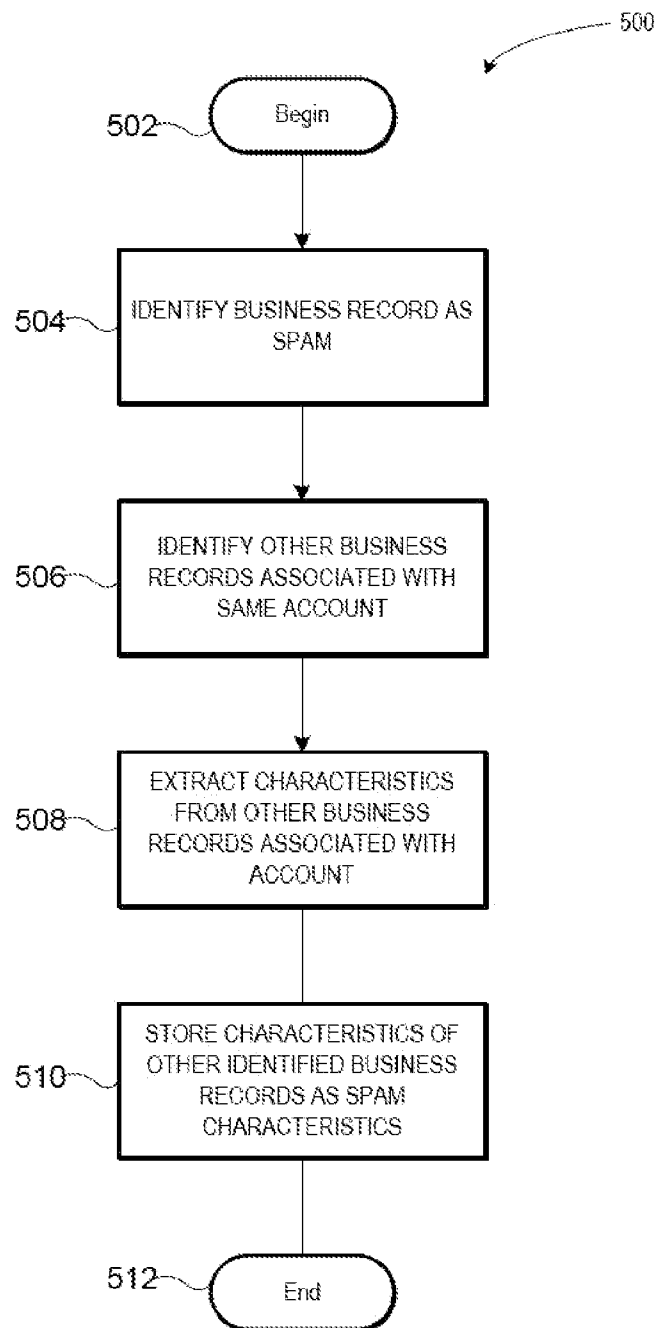 500
Begin
502
504
IDENTIFY BUSINESS RECORD AS
SPAM
506
IDENTIFY OTHER BUSINESS
RECORDS ASSOCIATED WITH
SAME ACCOUNT
508
EXTRACT CHARACTERISTICS
FROM OTHER BUSINESS
RECORDS ASSOCIATED WITH
ACCOUNT
510
STORE CHARACTERISTICS OF
OTHER IDENTIFIED BUSINESS
RECORDS AS SPAM
CHARACTERISTICS
512
End